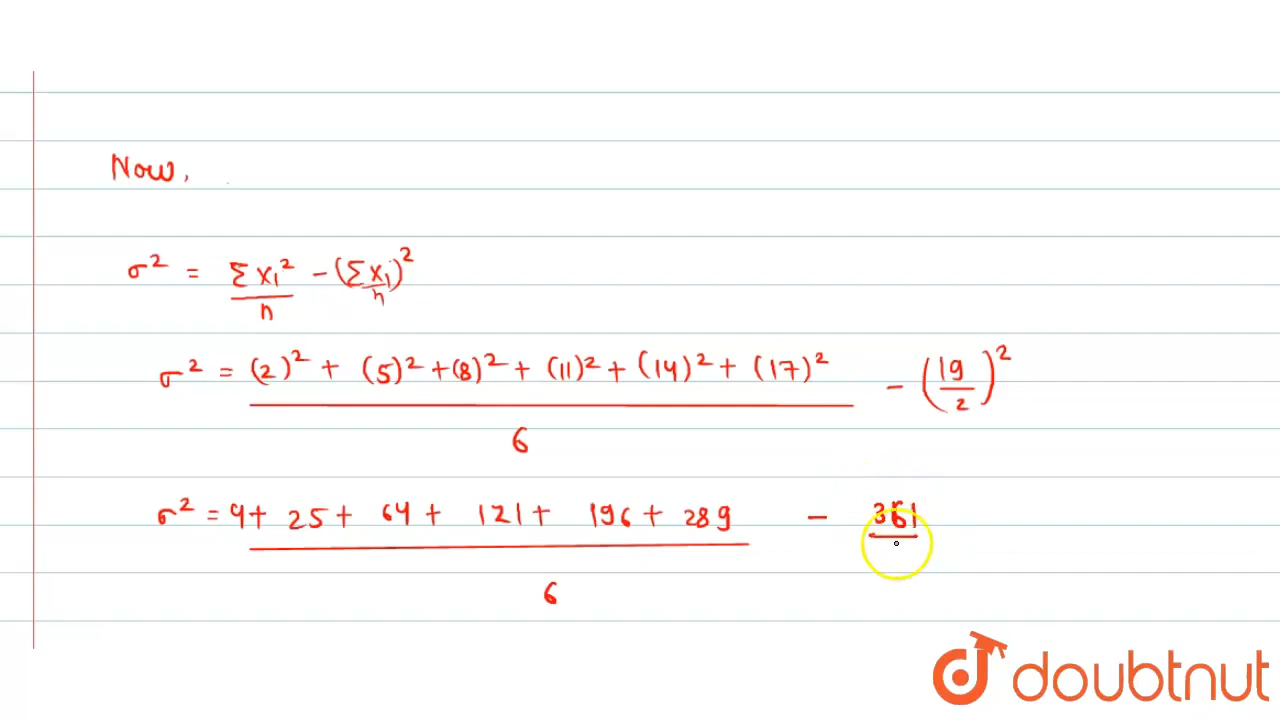 Now,
σ² = Σx₁²/n - (Σx₁/n)²
σ² = (2)² + (5)² + (8)² + (11)² + (14)² + (17)² / 6 - (19/2)²
σ² = 4 + 25 + 64 + 121 + 196 + 289 / 6 - 361
doubtnut